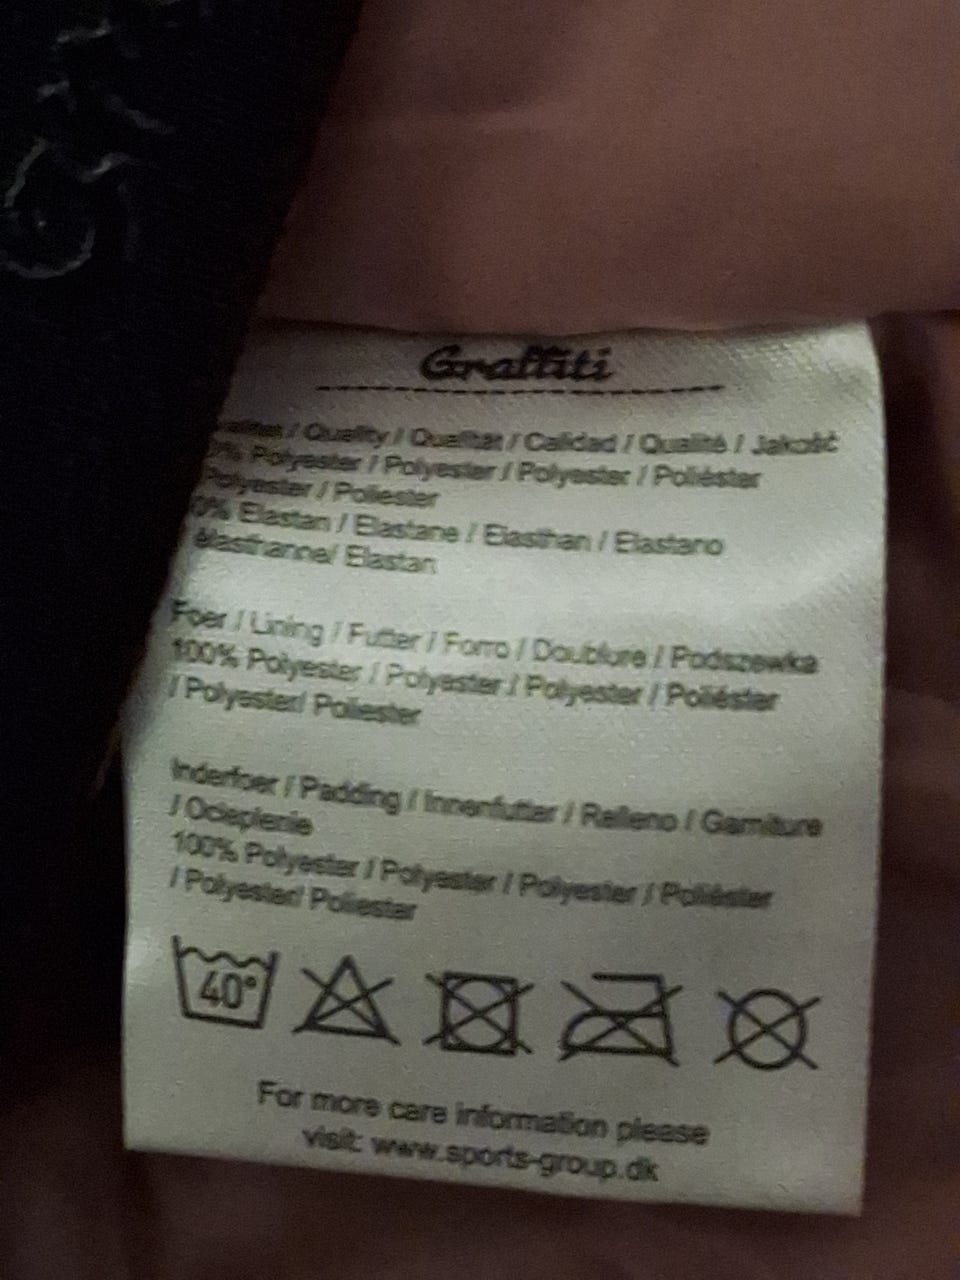 Graffiti
/ Quality / Qualität / Calidad / Qualité / Jakość
% Polyester / Polyester / Polyester / Poliéster
Polyester / Poliester
0% Elastan / Elastane / Elasthan / Elastano
élasthanne/ Elastan
Foer / Lining / Futter / Forro / Doublure / Podszewka
100% Polyester / Polyester / Polyester / Poliéster
/ Polyester/ Poliester
Inderfoer / Padding / Innenfutter / Relleno / Garniture
/ Ocieplenie
100% Polyester / Polyester / Polyester / Poliéster
/ Polyester/ Poliester
40°
For more care information please
visit: www.sports-group.dk